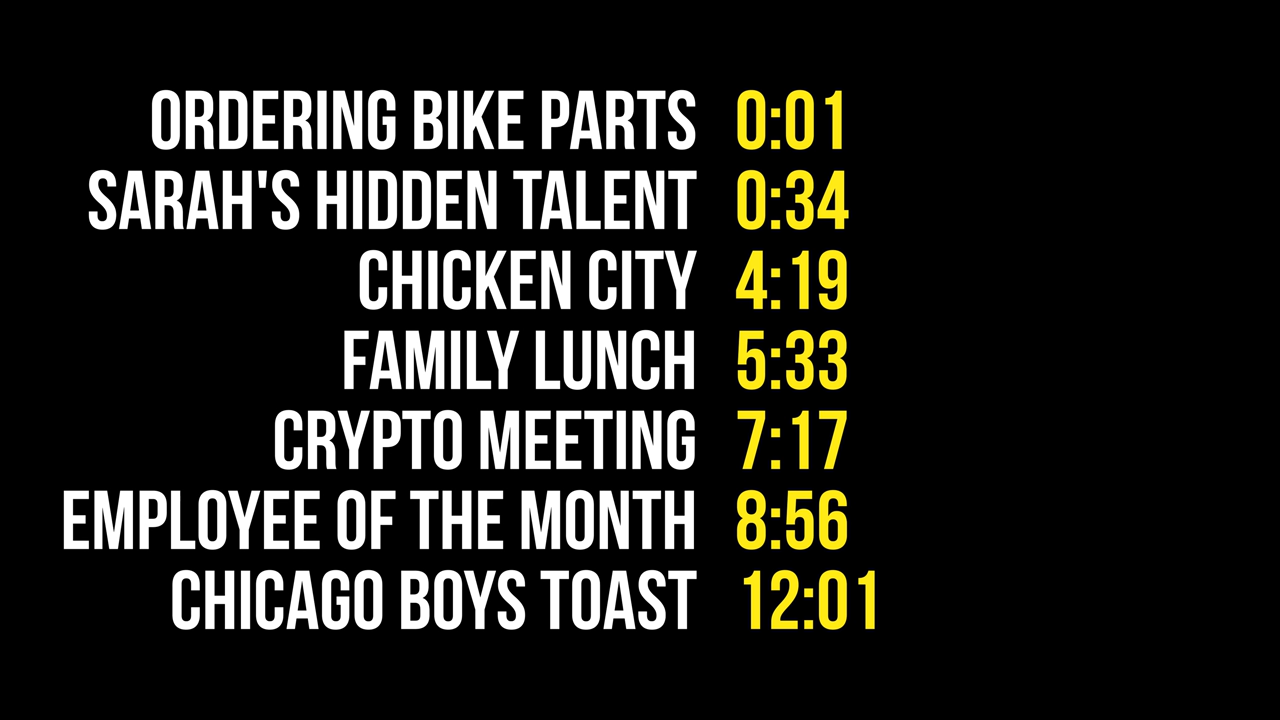 ORDERING BIKE PARTS 0:01
SARAH'S HIDDEN TALENT 0:34
CHICKEN CITY 4:19
FAMILY LUNCH 5:33
CRYPTO MEETING 7:17
EMPLOYEE OF THE MONTH 8:56
CHICAGO BOYS TOAST 12:01